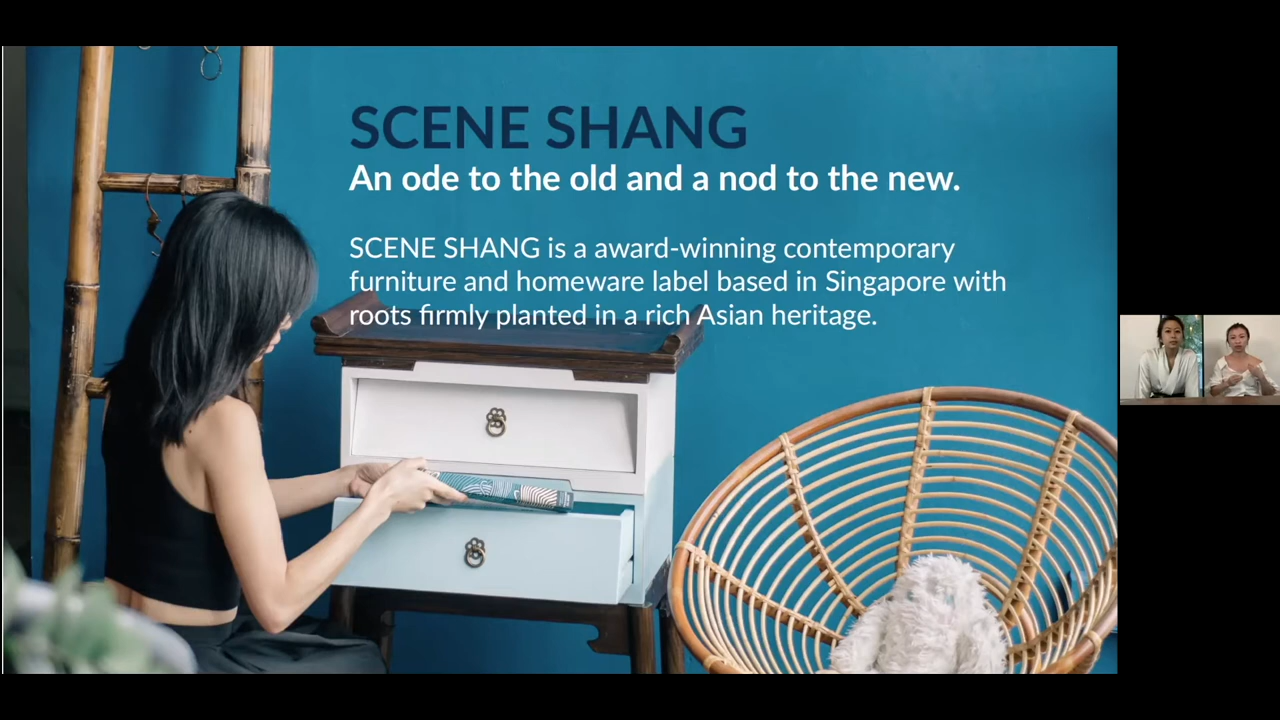 SCENE SHANG
An ode to the old and a nod to the new.
SCENE SHANG is a award-winning contemporary
furniture and homeware label based in Singapore with
roots firmly planted in a rich Asian heritage.